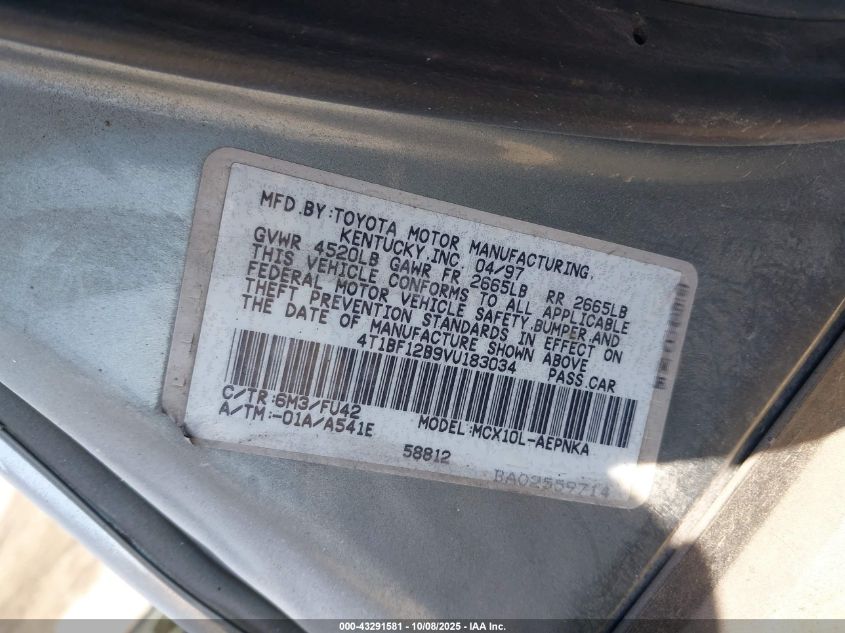 MFD.BY:TOYOTA MOTOR MANUFACTURING,
KENTUCKY,INC. 04/97
GVWR 4520LB GAWR FR 2665LB RR 2665LB
THIS VEHICLE CONFORMS TO ALL APPLICABLE
FEDERAL MOTOR VEHICLE SAFETY,BUMPER,AND
THEFT PREVENTION STANDARDS IN EFFECT ON
THE DATE OF MANUFACTURE SHOWN ABOVE
4T1BF12B9VU183034 PASS.CAR
C/TR:6M3/FU42 MODEL:MCX10L-AEPNKA
A/TM:-01A/A541E
58812
BA02559714
000-43291581 - 10/08/2025 - IAA Inc.